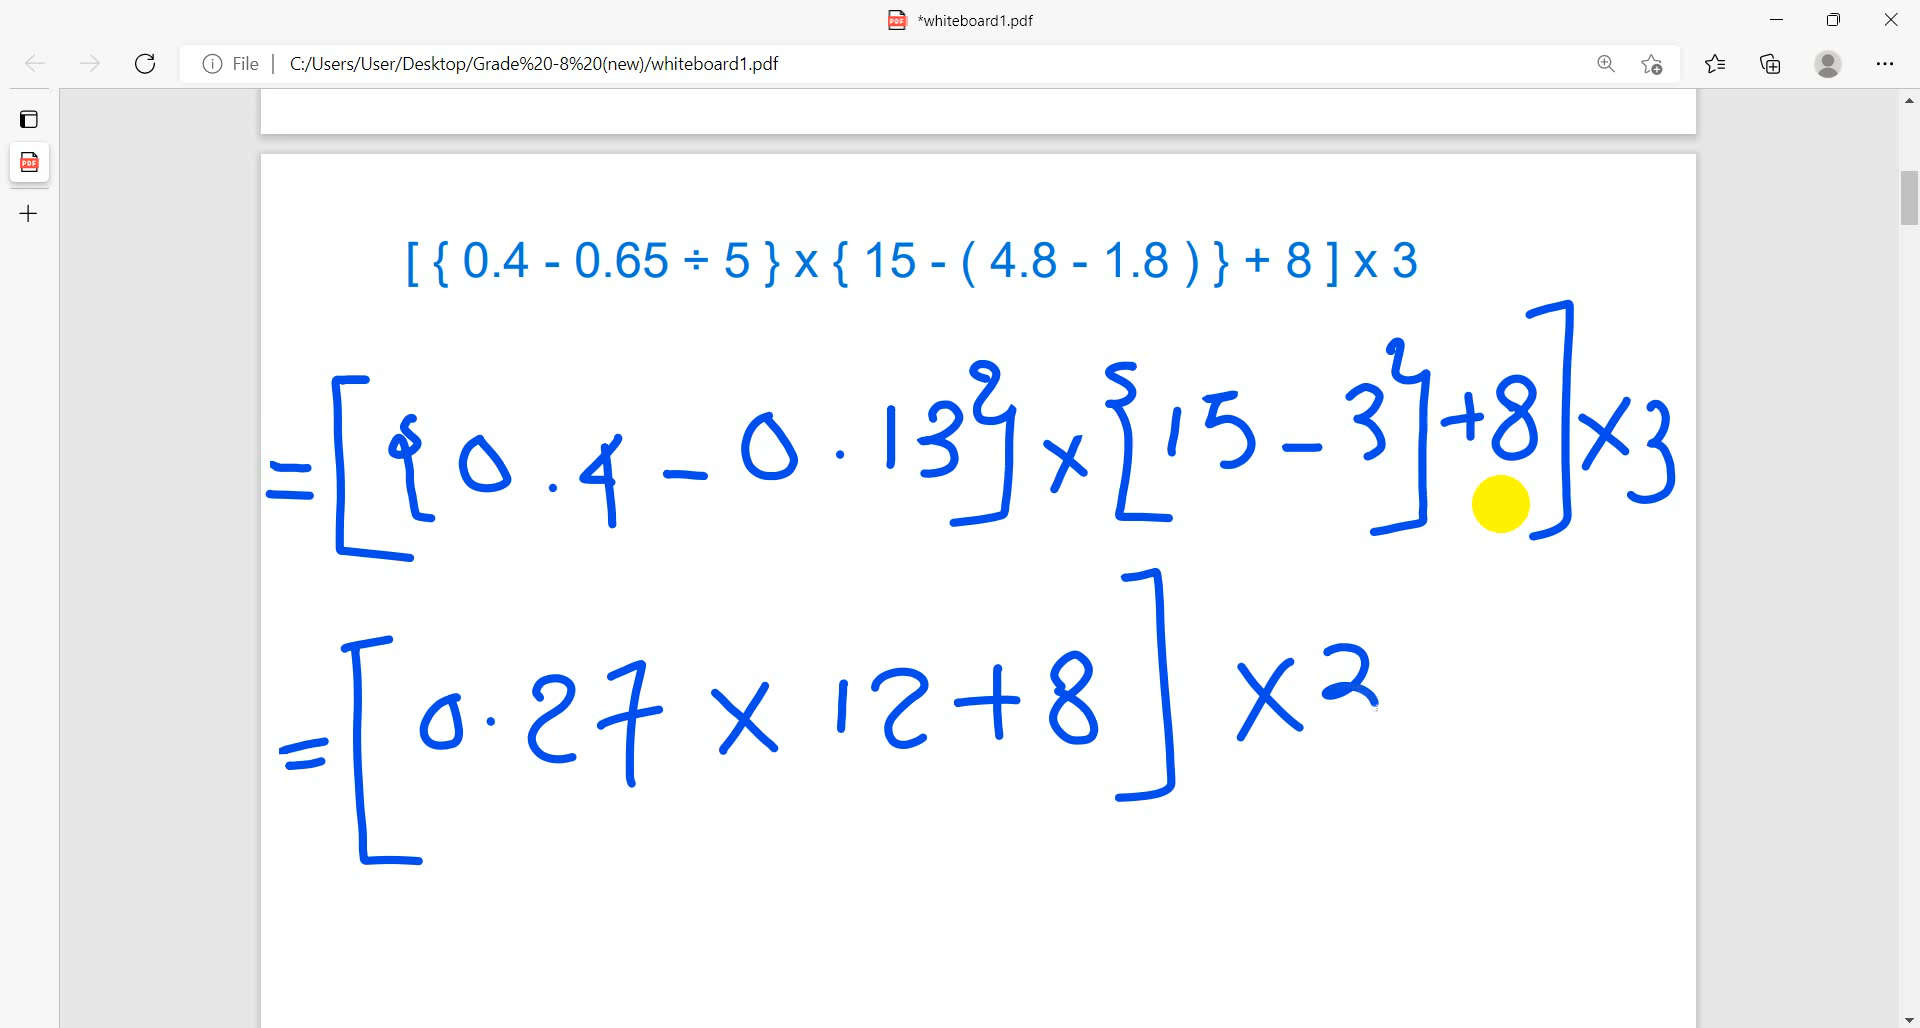 *whiteboard1.pdf
File | C:/Users/User/Desktop/Grade%20-8%20(new)/whiteboard1.pdf
[ { 0.4 - 0.65 ÷ 5 } x { 15 - ( 4.8 - 1.8 ) } + 8 ] x 3
= [ { 0.4 - 0.13 } x { 15 - 3 } + 8 ] x 3
= [ 0.27 x 12 + 8 ] x 2